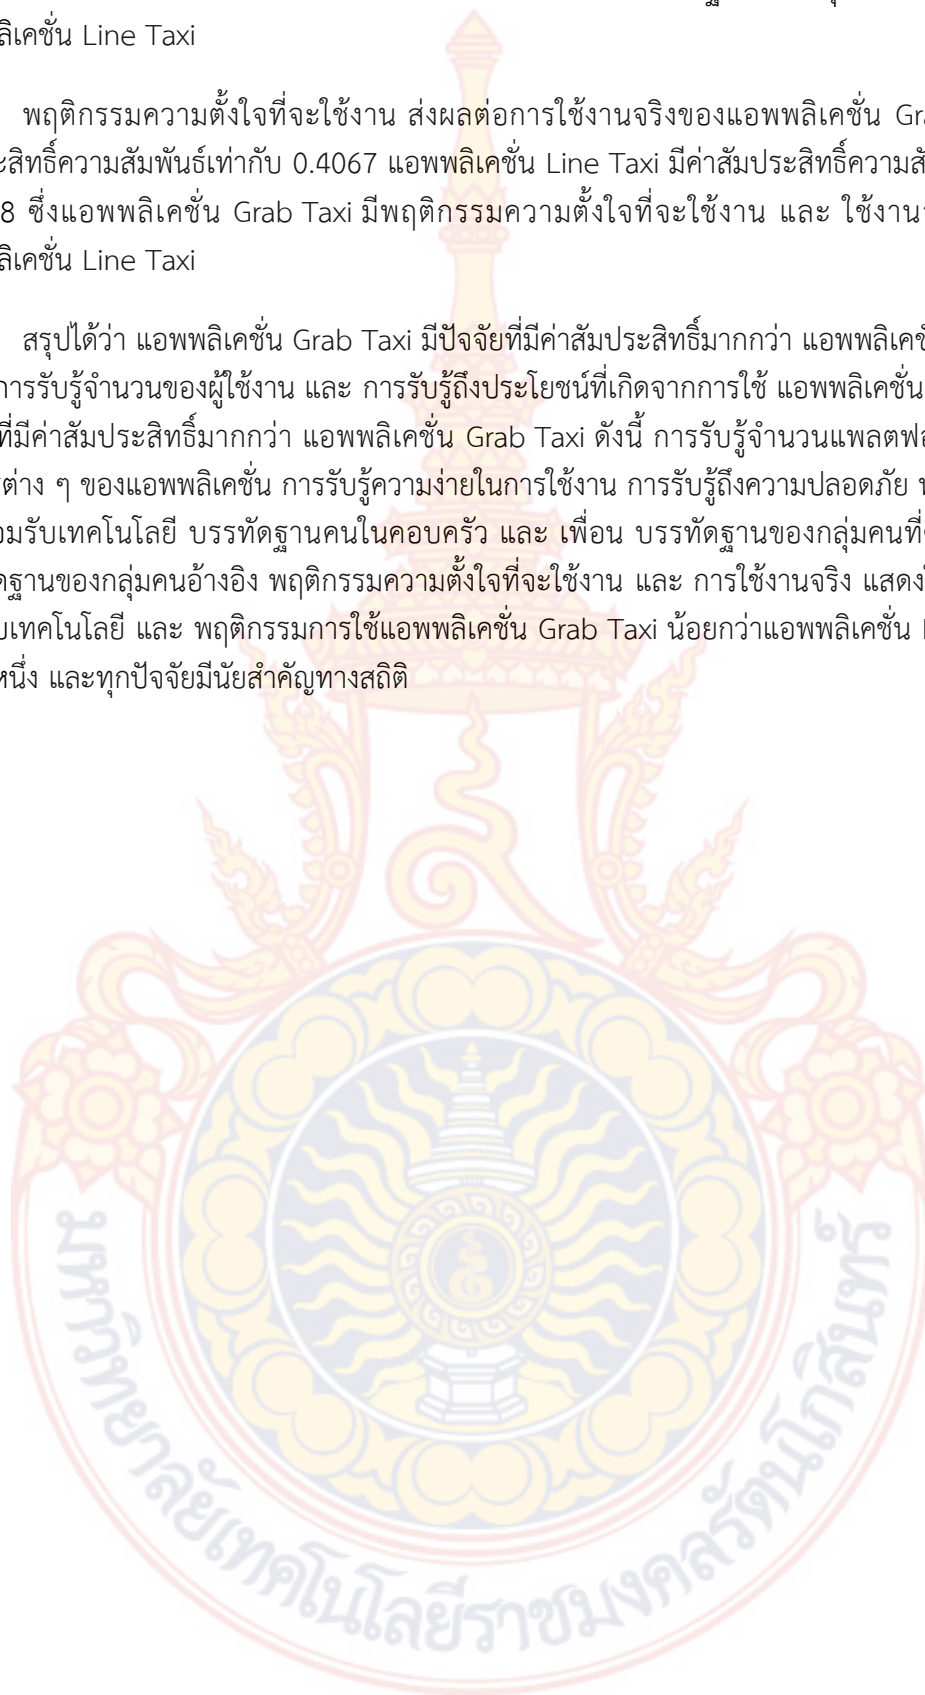 ลิเคชั่น Line Taxi
พฤติกรรมความตั้งใจที่จะใช้งาน ส่งผลต่อการใช้งานจริงของแอพพลิเคชั่น Gra
ะสิทธิ์ความสัมพันธ์เท่ากับ 0.4067 แอพพลิเคชั่น Line Taxi มีค่าสัมประสิทธิ์ความสั
8 ซึ่งแอพพลิเคชั่น Grab Taxi มีพฤติกรรมความตั้งใจที่จะใช้งาน และ ใช้งาน
ลิเคชั่น Line Taxi
สรุปได้ว่า แอพพลิเคชั่น Grab Taxi มีปัจจัยที่มีค่าสัมประสิทธิ์มากกว่า แอพพลิเคชั่
การรับรู้จำนวนของผู้ใช้งาน และ การรับรู้ถึงประโยชน์ที่เกิดจากการใช้ แอพพลิเคชั่น
ที่มีค่าสัมประสิทธิ์มากกว่า แอพพลิเคชั่น Grab Taxi ดังนี้ การรับรู้จำนวนแพลตฟอ
รต่าง ๆ ของแอพพลิเคชั่น การรับรู้ความง่ายในการใช้งาน การรับรู้ถึงความปลอดภัย
อมรับเทคโนโลยี บรรทัดฐานคนในคอบครัว และ เพื่อน บรรทัดฐานของกลุ่มคนที่
ดฐานของกลุ่มคนอ้างอิง พฤติกรรมความตั้งใจที่จะใช้งาน และ การใช้งานจริง แสดง
บเทคโนโลยี และ พฤติกรรมการใช้แอพพลิเคชั่น Grab Taxi น้อยกว่าแอพพลิเคชั่น
หนึ่ง และทุกปัจจัยมีนัยสำคัญทางสถิติ
มหาวิทยาลัยเทคโนโลยีราชมงคลรัตนโกสินทร์